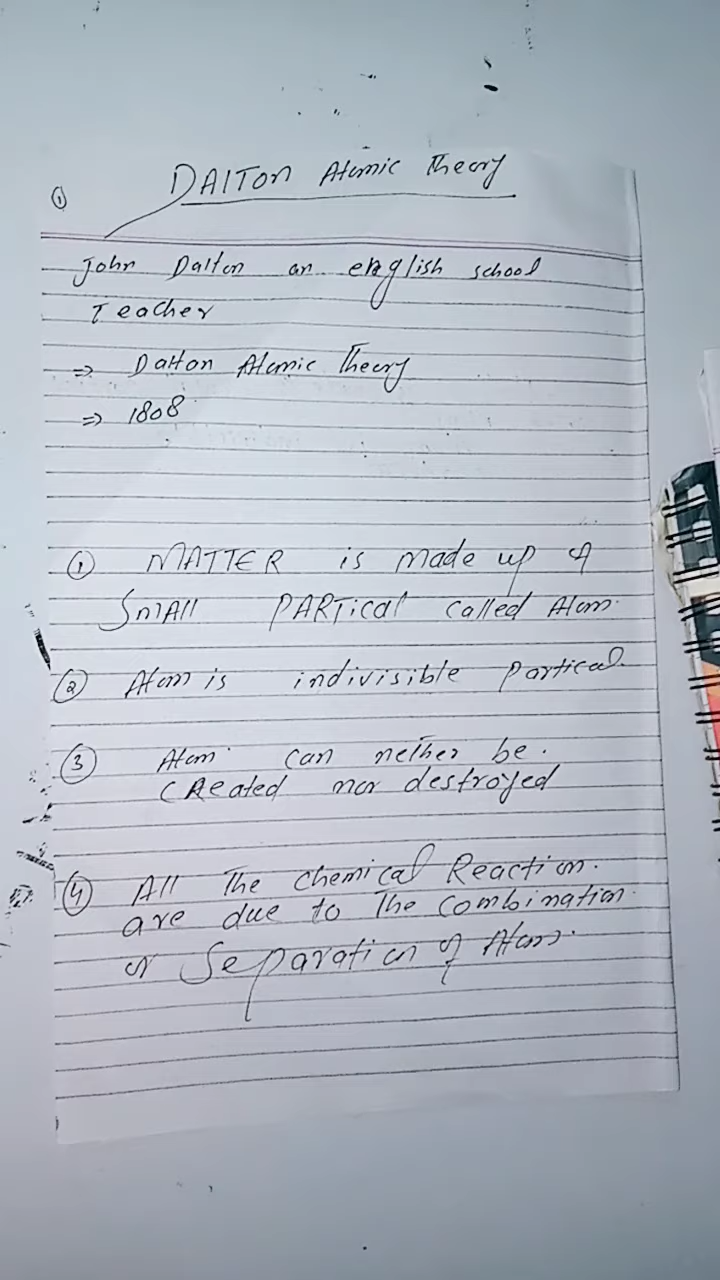 ① DAlTon Atomic Theory
John Dalton an english school
Teacher
⇒ Dalton Atomic Theory
⇒ 1808
① MATTER is made up of
SmAll PARTical called Atom.
② Atom is indivisible Partical.
③ Atom can neither be.
CReated nor destroyed
④ All The Chemical Reaction.
are due to The Combination
or Separation of Atom.